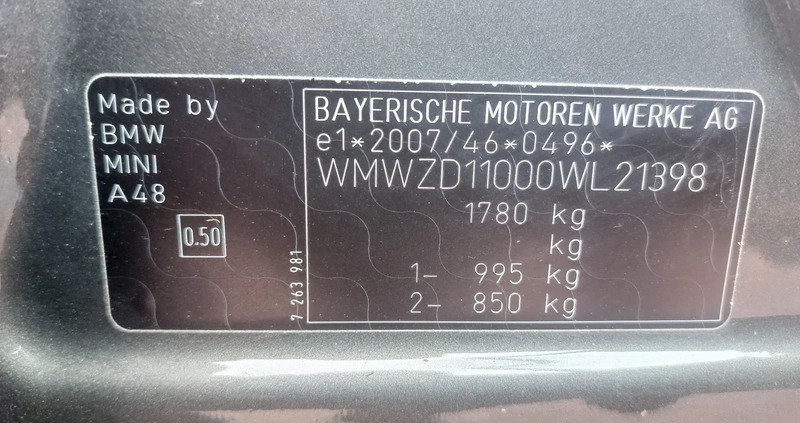 Made by
BMW
MINI
A48
0.50
7 263 981
BAYERISCHE MOTOREN WERKE AG
e1*2007/46*0496*
WMWZD11000WL21398
1780 kg
kg
1- 995 kg
2- 850 kg